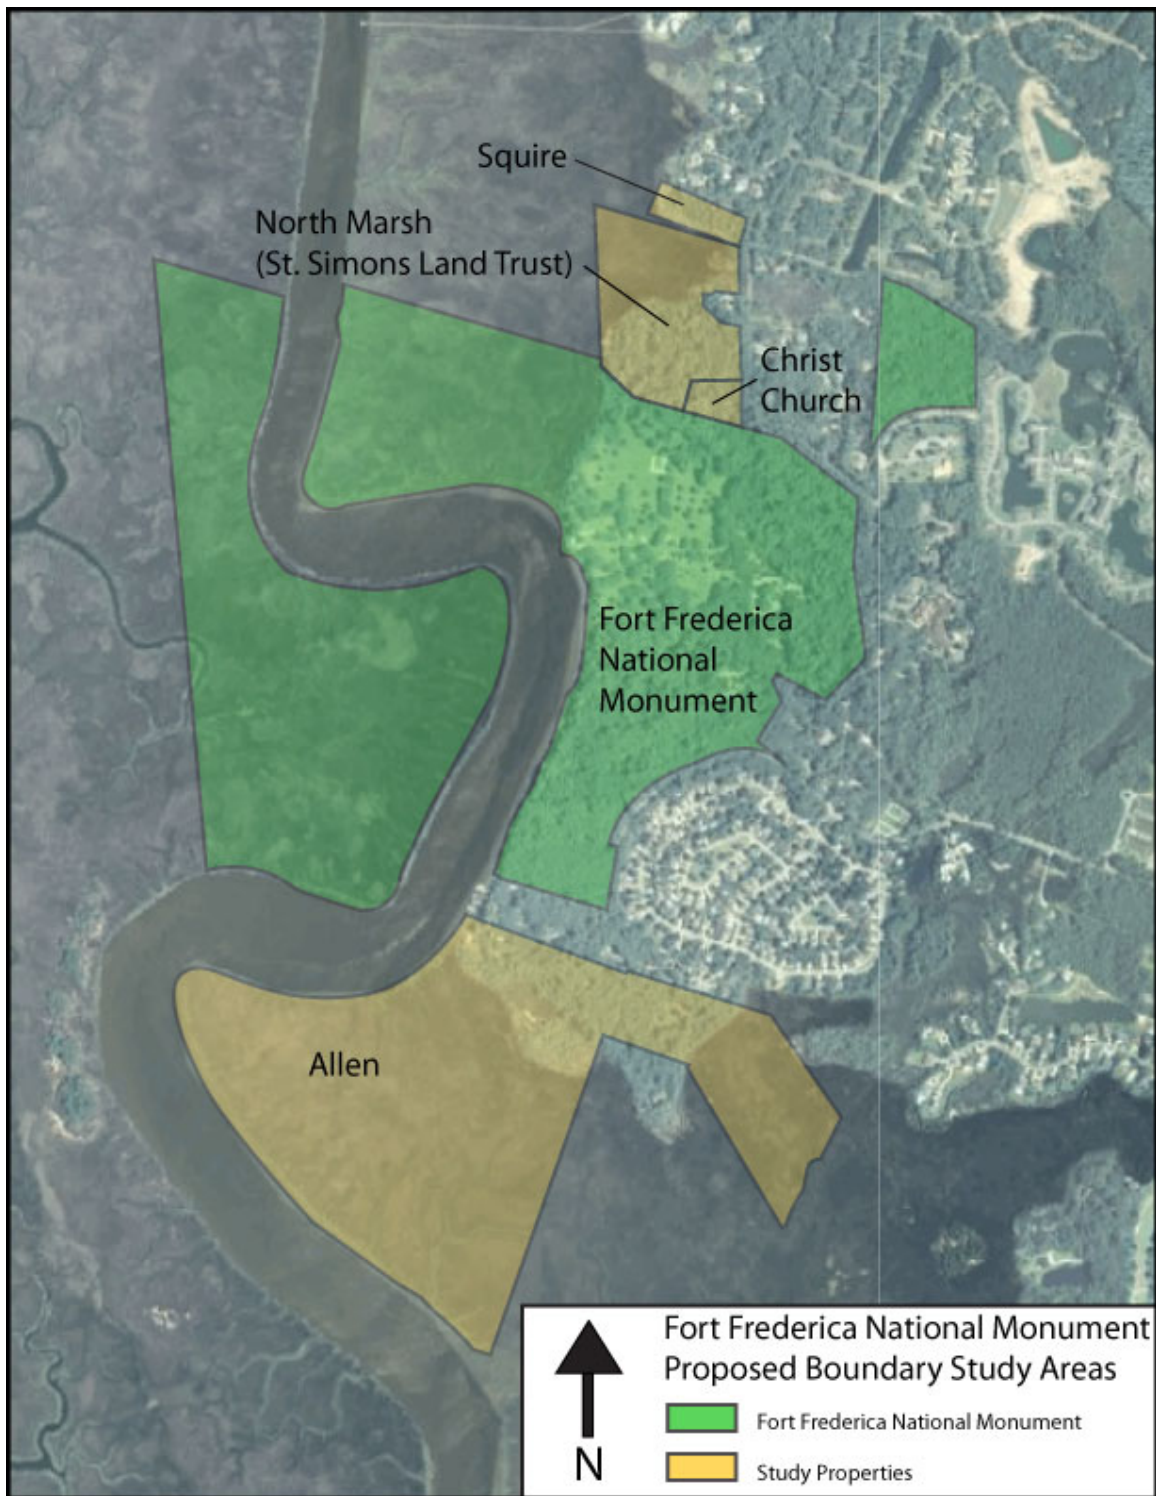 Squire
North Marsh
(St. Simons Land Trust)
Christ
Church
Fort Frederica
National
Monument
Allen
N
Fort Frederica National Monument
Proposed Boundary Study Areas
Fort Frederica National Monument
Study Properties